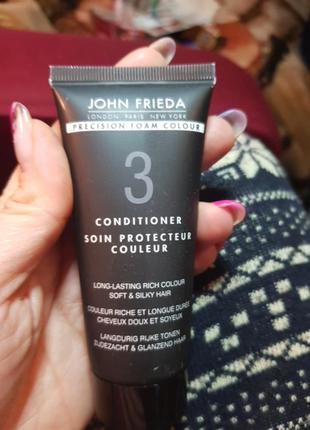 JOHN FRIEDA
LONDON PARIS NEW YORK
PRECISION FOAM COLOUR
3
CONDITIONER
SOIN PROTECTEUR
COULEUR
LONG-LASTING RICH COLOUR
SOFT & SILKY HAIR
COULEUR RICHE ET LONGUE DURÉE
CHEVEUX DOUX ET SOYEUX
LANGDURIG RIJKE TONEN
ZIJDEZACHT & GLANZEND HAAR